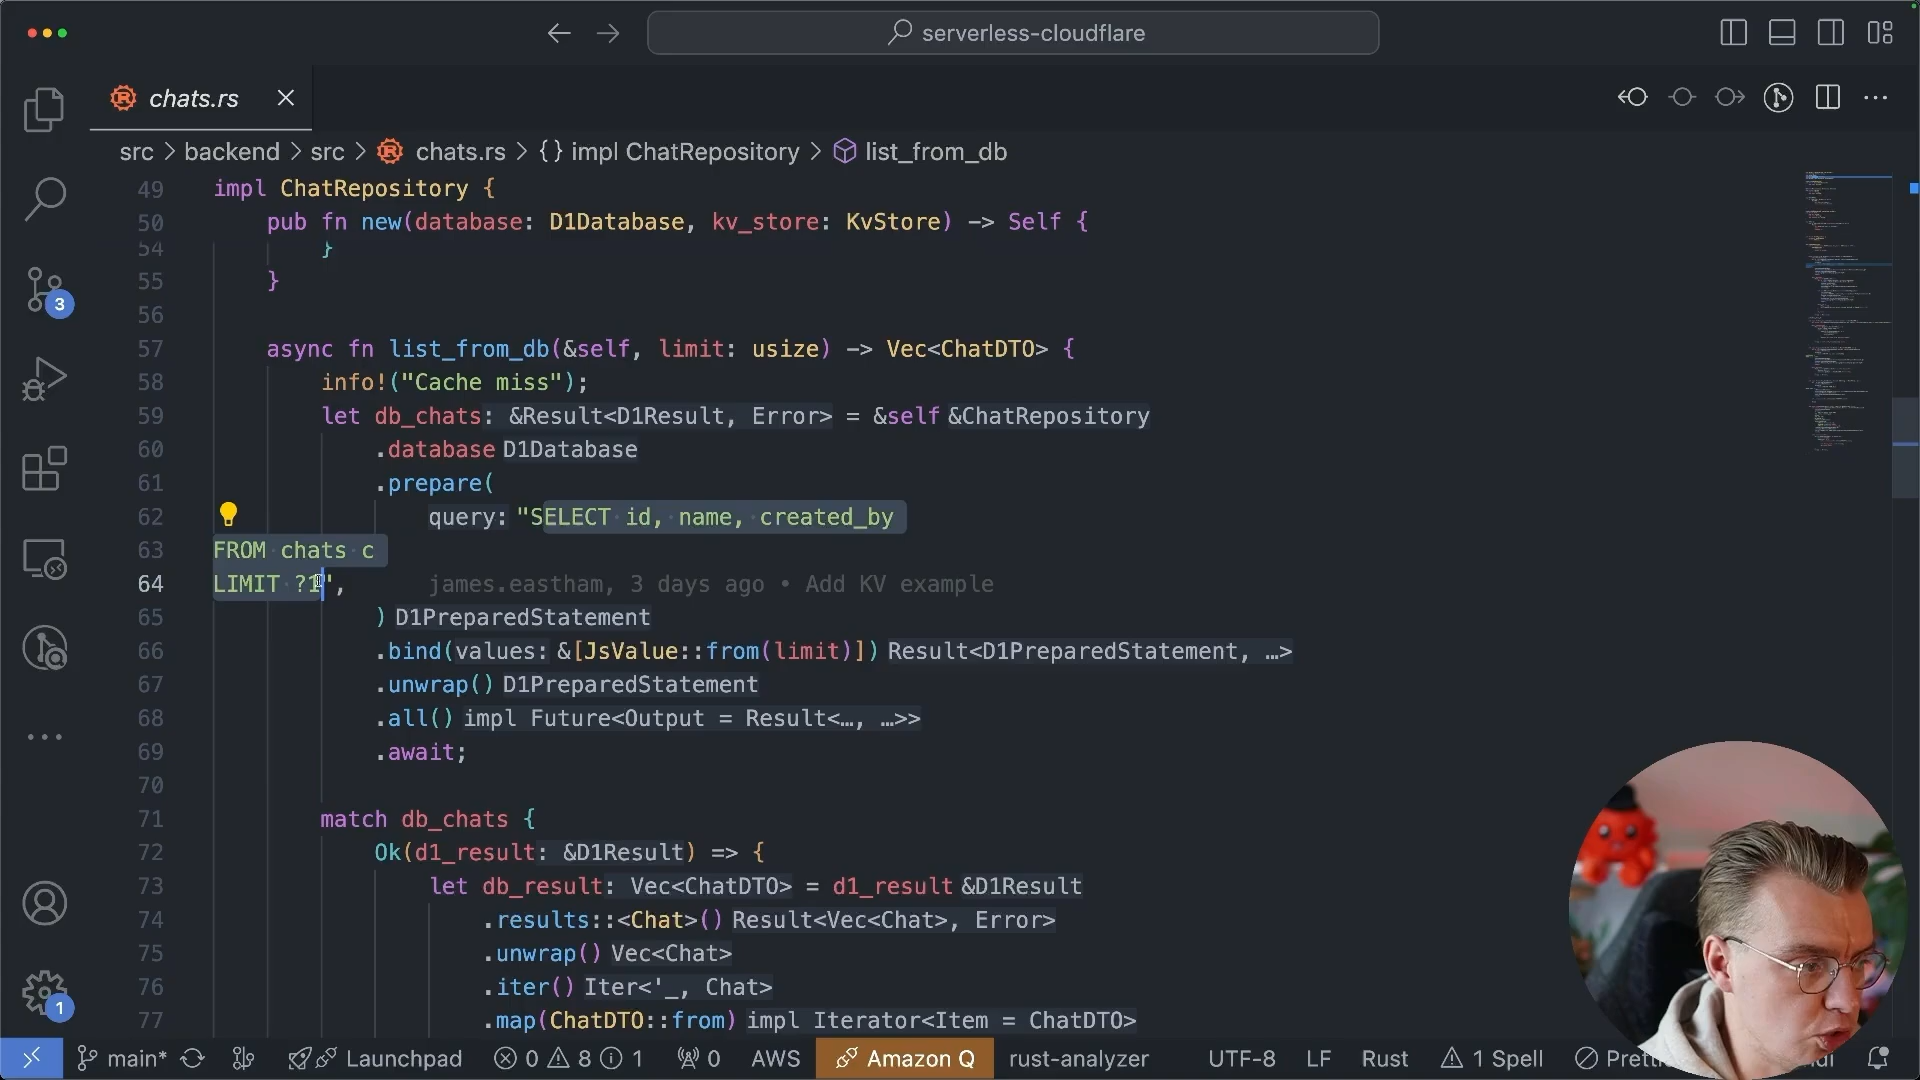 serverless-cloudflare
chats.rs
src > backend > src > chats.rs > {} impl ChatRepository > list_from_db
49 impl ChatRepository {
50 pub fn new(database: D1Database, kv_store: KvStore) -> Self {
54 }
55 }
56
57 async fn list_from_db(&self, limit: usize) -> Vec<ChatDTO> {
58 info!("Cache miss");
59 let db_chats: &Result<D1Result, Error> = &self &ChatRepository
60 .database D1Database
61 .prepare(
62 query: "SELECT id, name, created_by
63 FROM chats c
64 LIMIT ?1", james.eastham, 3 days ago • Add KV example
65 ) D1PreparedStatement
66 .bind(values: &[JsValue::from(limit)]) Result<D1PreparedStatement, …>
67 .unwrap() D1PreparedStatement
68 .all() impl Future<Output = Result<…, …>>
69 .await;
70
71 match db_chats {
72 Ok(d1_result: &D1Result) => {
73 let db_result: Vec<ChatDTO> = d1_result &D1Result
74 .results::<Chat>() Result<Vec<Chat>, Error>
75 .unwrap() Vec<Chat>
76 .iter() Iter<'_, Chat>
77 .map(ChatDTO::from) impl Iterator<Item = ChatDTO>
3
1
main* Launchpad 0 8 1 0 AWS Amazon Q rust-analyzer UTF-8 LF Rust 1 Spell